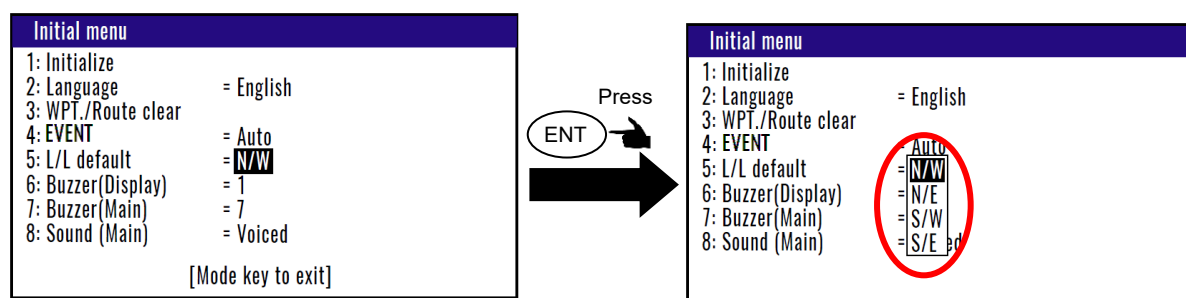 Initial menu
1: Initialize
2: Language = English
3: WPT./Route clear
4: EVENT = Auto
5: L/L default = N/W
6: Buzzer(Display) = 1
7: Buzzer(Main) = 7
8: Sound (Main) = Voiced
[Mode key to exit]
Press
ENT
Initial menu
1: Initialize
2: Language = English
3: WPT./Route clear
4: EVENT = Auto
5: L/L default = N/W
6: Buzzer(Display) = N/E
7: Buzzer(Main) = S/W
8: Sound (Main) = S/E ed